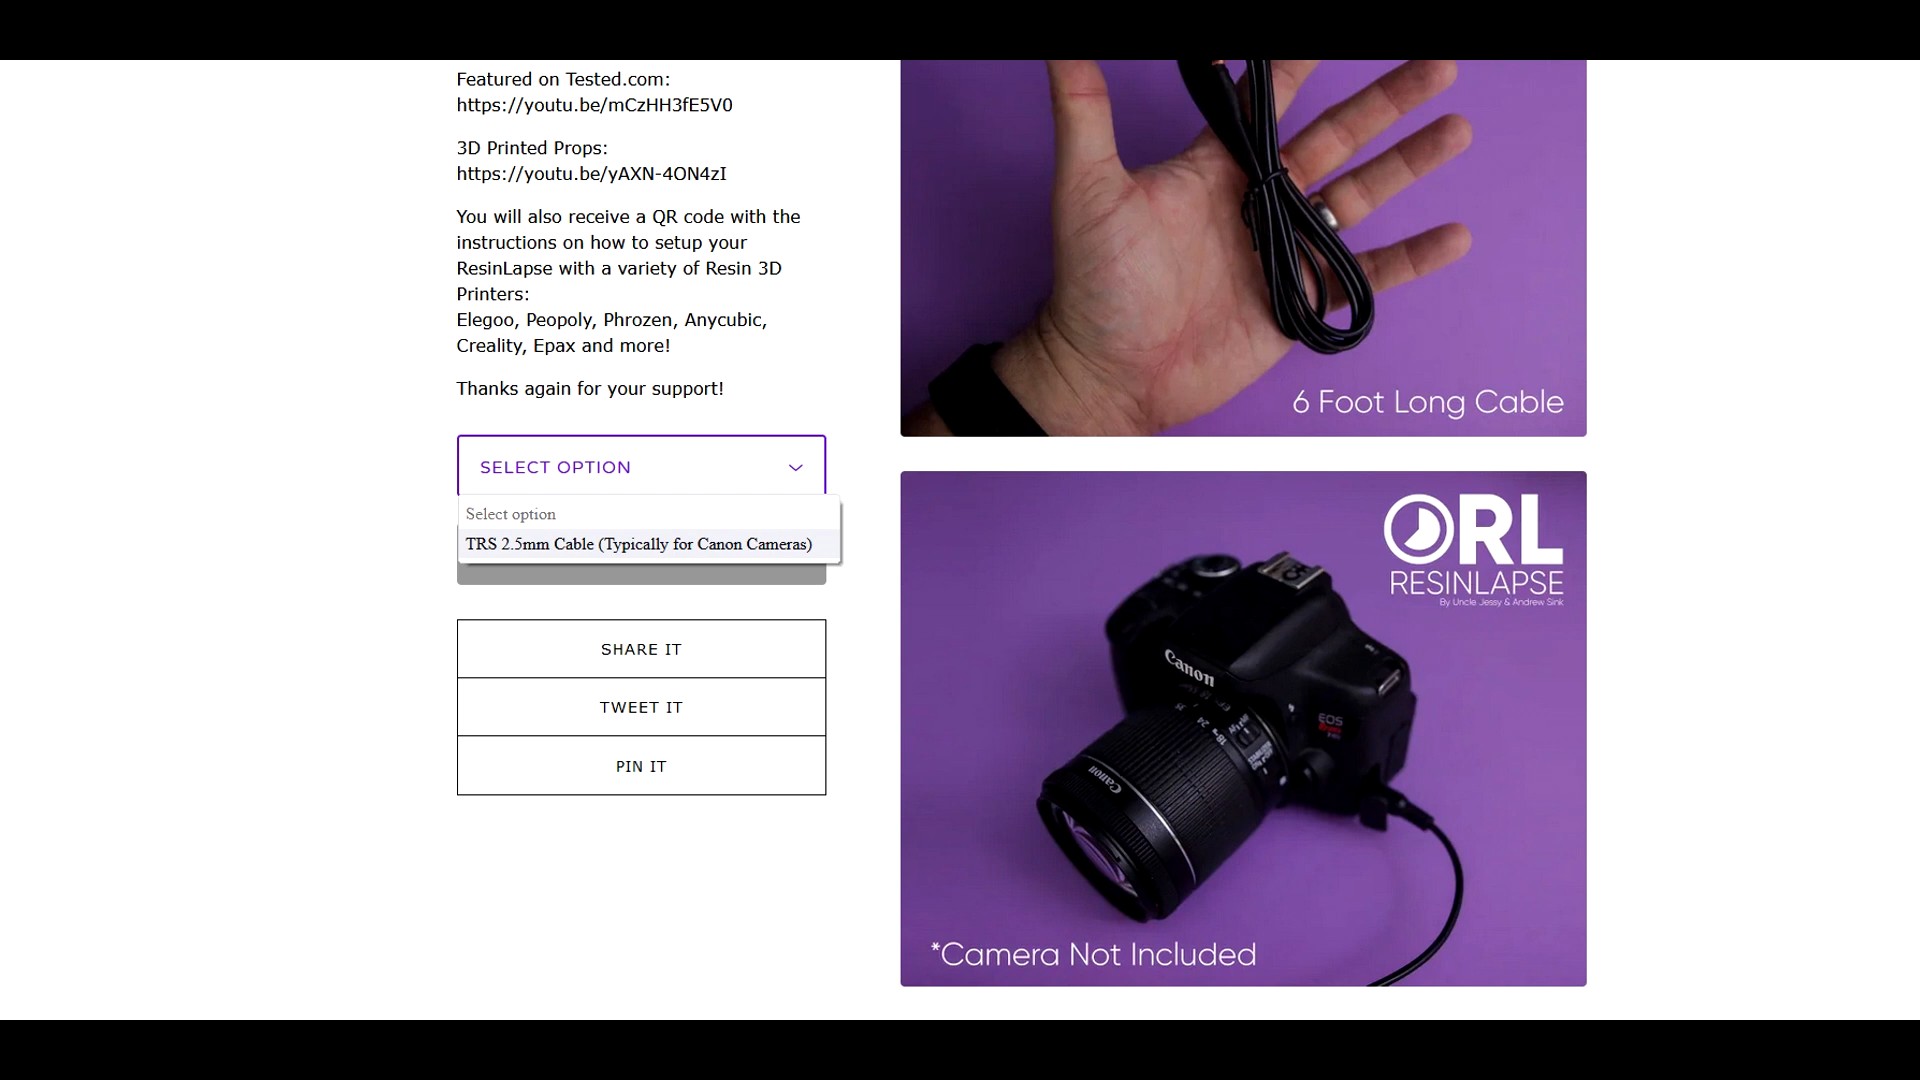 Featured on Tested.com:
https://youtu.be/mCzHH3fE5V0
3D Printed Props:
https://youtu.be/yAXN-4ON4zI
You will also receive a QR code with the
instructions on how to setup your
ResinLapse with a variety of Resin 3D
Printers:
Elegoo, Peopoly, Phrozen, Anycubic,
Creality, Epax and more!
Thanks again for your support!
SELECT OPTION
Select option
TRS 2.5mm Cable (Typically for Canon Cameras)
SHARE IT
TWEET IT
PIN IT
6 Foot Long Cable
RL
RESINLAPSE
By Uncle Jessy & Andrew Sink
Canon
EOS
Canon
*Camera Not Included